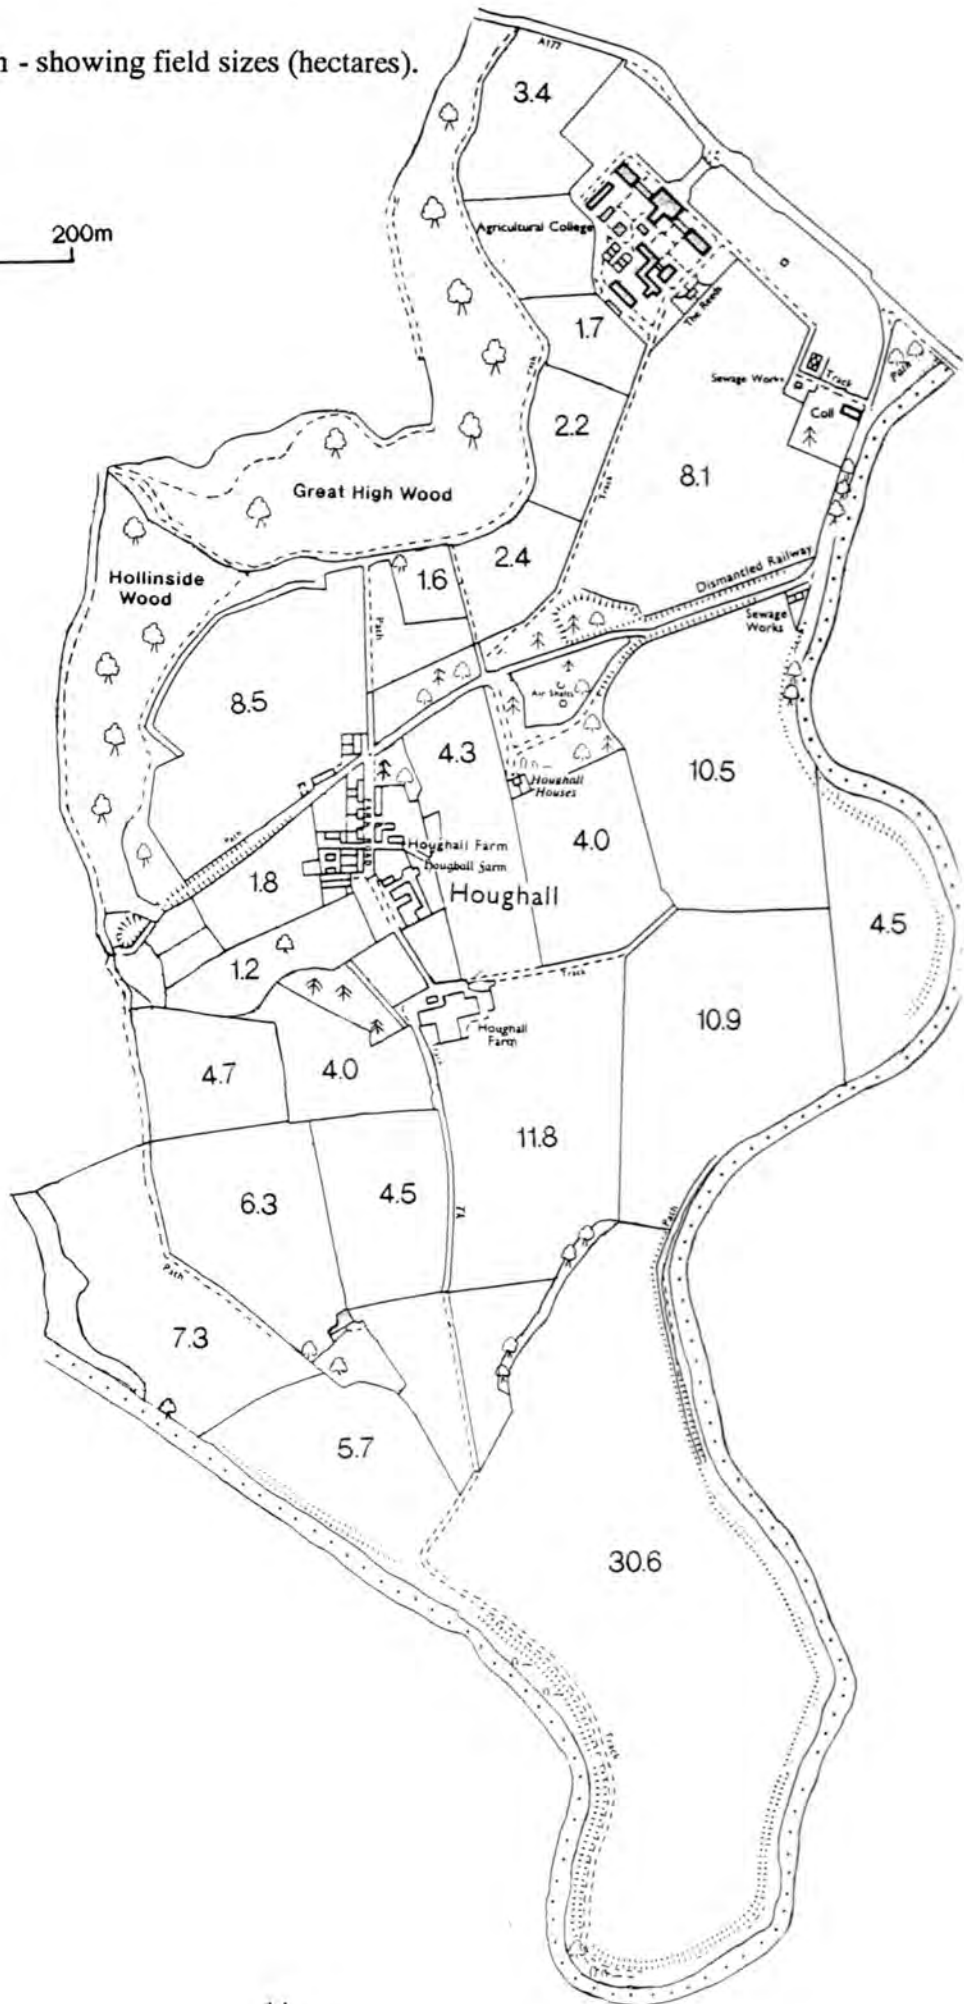 n - showing field sizes (hectares).
200m
A177
3.4
Agricultural College
The Reeds
1.7
Sewage Works
Track
Path
Coll
2.2
8.1
Track
Great High Wood
2.4
Dismantled Railway
Hollinside
Wood
1.6
Path
Sewage
Works
8.5
Air Shafts
4.3
10.5
Houghall
Houses
Path
Houghall Farm
Houghall Farm
4.0
1.8
Houghall
4.5
1.2
Track
10.9
Houghall
Farm
Track
4.7
4.0
11.8
6.3
4.5
Path
Path
7.3
5.7
30.6
Track